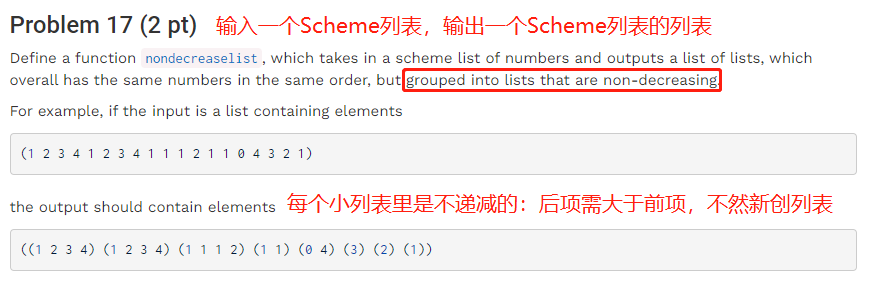 Problem 17 (2 pt) 输入一个Scheme列表，输出一个Scheme列表的列表
Define a function nondecreaselist, which takes in a scheme list of numbers and outputs a list of lists, which
overall has the same numbers in the same order, but grouped into lists that are non-decreasing.
For example, if the input is a list containing elements
(1 2 3 4 1 2 3 4 1 1 1 2 1 1 0 4 3 2 1)
the output should contain elements 每个小列表里是不递减的：后项需大于前项，不然新创列表
((1 2 3 4) (1 2 3 4) (1 1 1 2) (1 1) (0 4) (3) (2) (1))